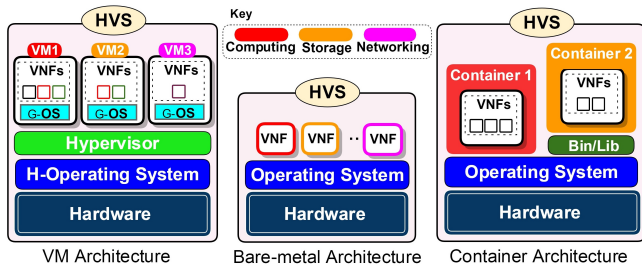 HVS
VM1
VM2
VM3
VNFs
VNFs
VNFs
G-OS
G-OS
G-OS
Hypervisor
H-Operating System
Hardware
VM Architecture
Key
Computing
Storage
Networking
HVS
VNF
VNF
··
VNF
Operating System
Hardware
Bare-metal Architecture
HVS
Container 1
VNFs
Container 2
VNFs
Bin/Lib
Operating System
Hardware
Container Architecture